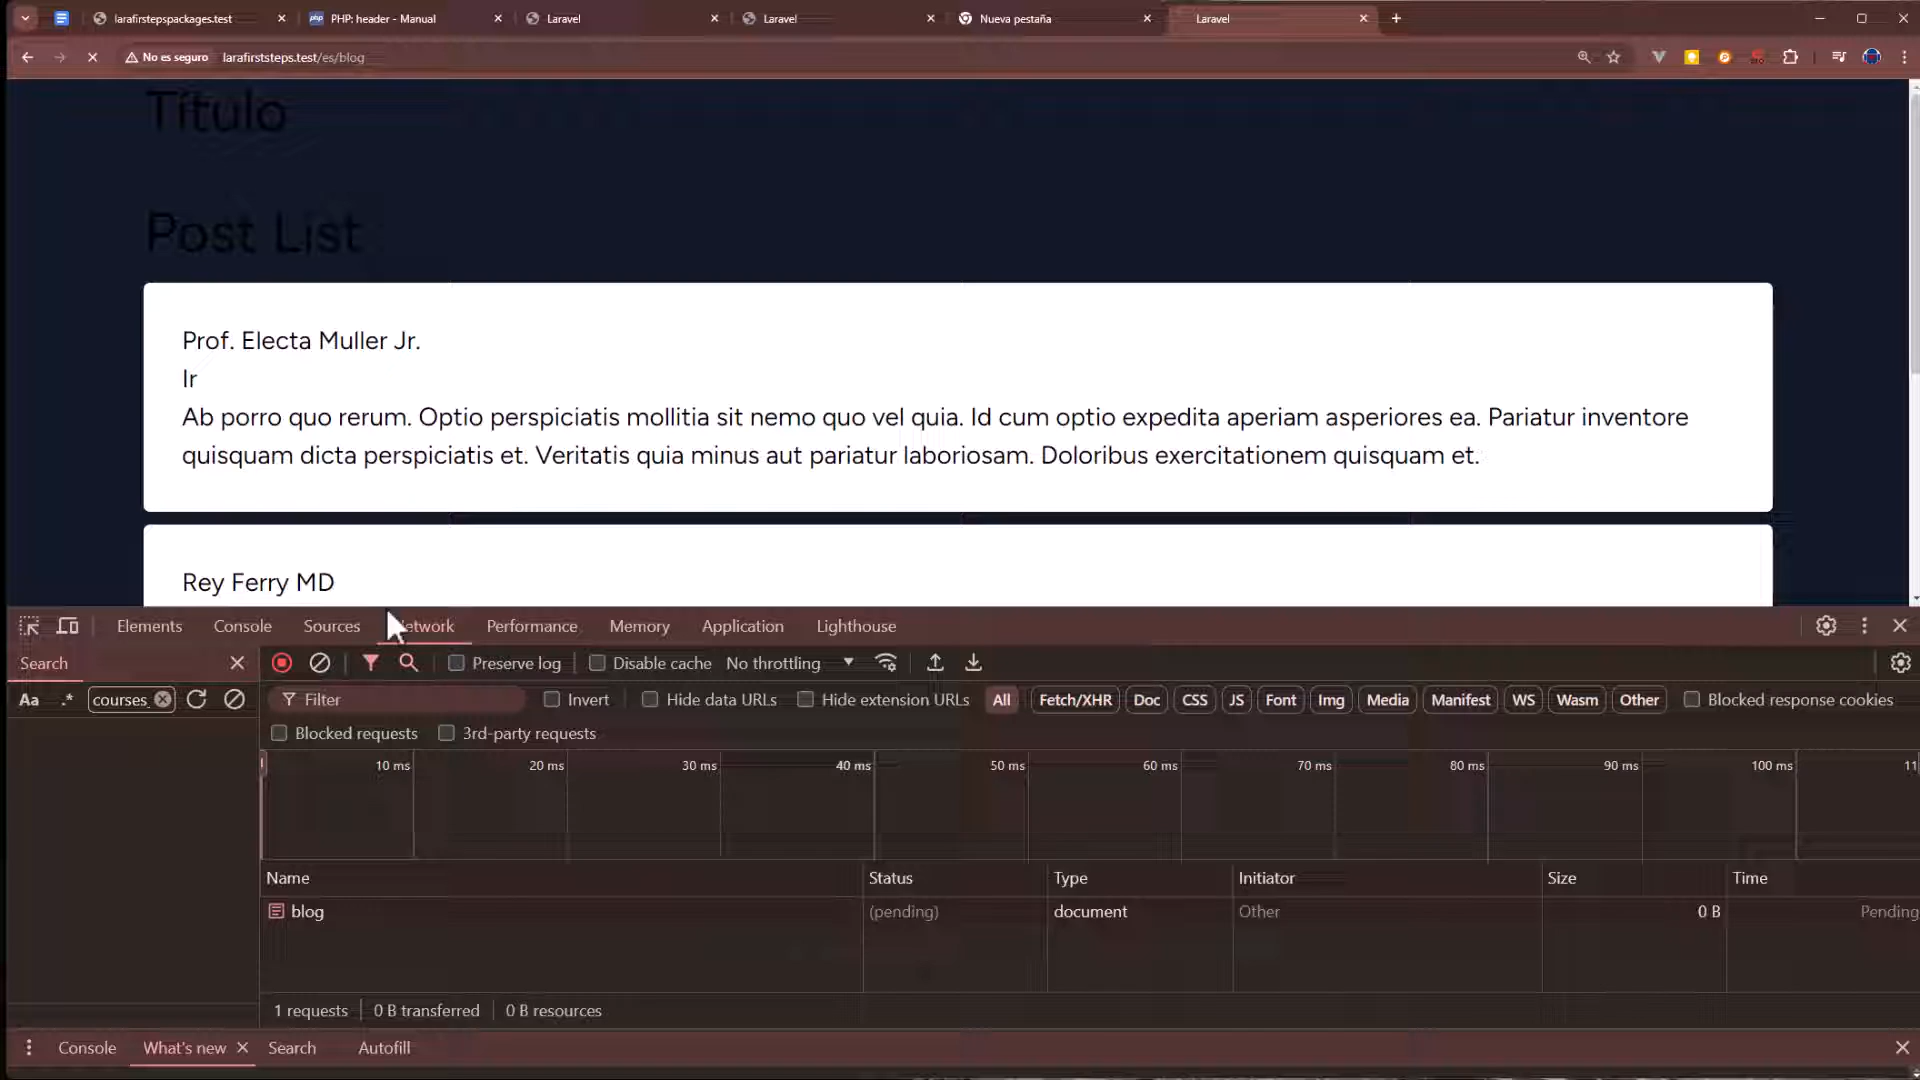 larafirstepspackages.test
PHP: header - Manual
Laravel
Laravel
Nueva pestaña
Laravel
No es seguro
larafirststeps.test/es/blog
Título
Post List
Prof. Electa Muller Jr.
Ir
Ab porro quo rerum. Optio perspiciatis mollitia sit nemo quo vel quia. Id cum optio expedita aperiam asperiores ea. Pariatur inventore
quisquam dicta perspiciatis et. Veritatis quia minus aut pariatur laboriosam. Doloribus exercitationem quisquam et.
Rey Ferry MD
Elements Console Sources Network Performance Memory Application Lighthouse
Search
Preserve log Disable cache No throttling
Aa .* courses_
Filter Invert Hide data URLs Hide extension URLs All Fetch/XHR Doc CSS JS Font Img Media Manifest WS Wasm Other Blocked response cookies
Blocked requests 3rd-party requests
10 ms 20 ms 30 ms 40 ms 50 ms 60 ms 70 ms 80 ms 90 ms 100 ms 11
Name Status Type Initiator Size Time
blog (pending) document Other 0 B Pending
1 requests 0 B transferred 0 B resources
Console What's new Search Autofill